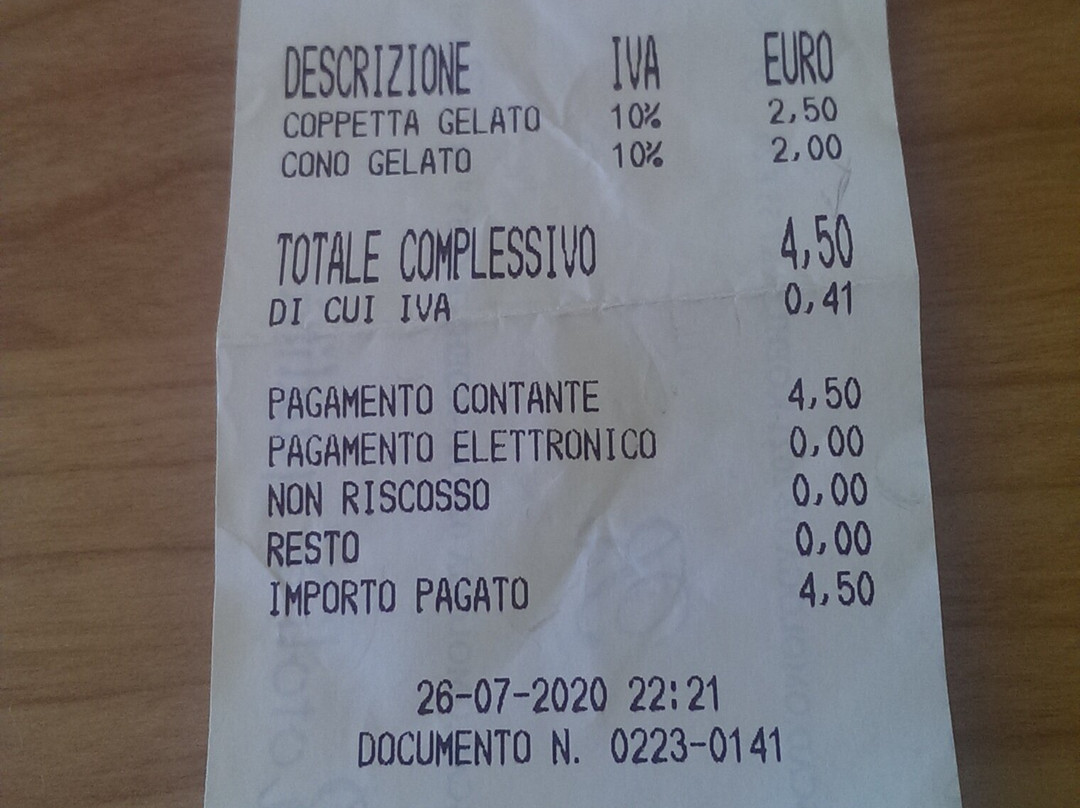 DESCRIZIONE IVA EURO
COPPETTA GELATO 10% 2,50
CONO GELATO 10% 2,00
TOTALE COMPLESSIVO 4,50
DI CUI IVA 0,41
PAGAMENTO CONTANTE 4,50
PAGAMENTO ELETTRONICO 0,00
NON RISCOSSO 0,00
RESTO 0,00
IMPORTO PAGATO 4,50
26-07-2020 22:21
DOCUMENTO N. 0223-0141